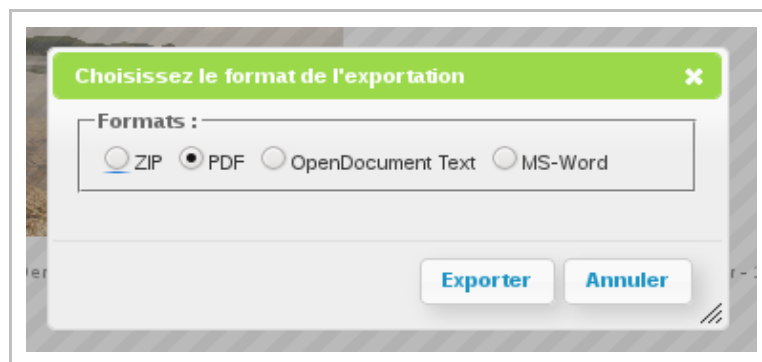 Choisissez le format de l'exportation
Formats :
ZIP PDF OpenDocument Text MS-Word
Exporter Annuler